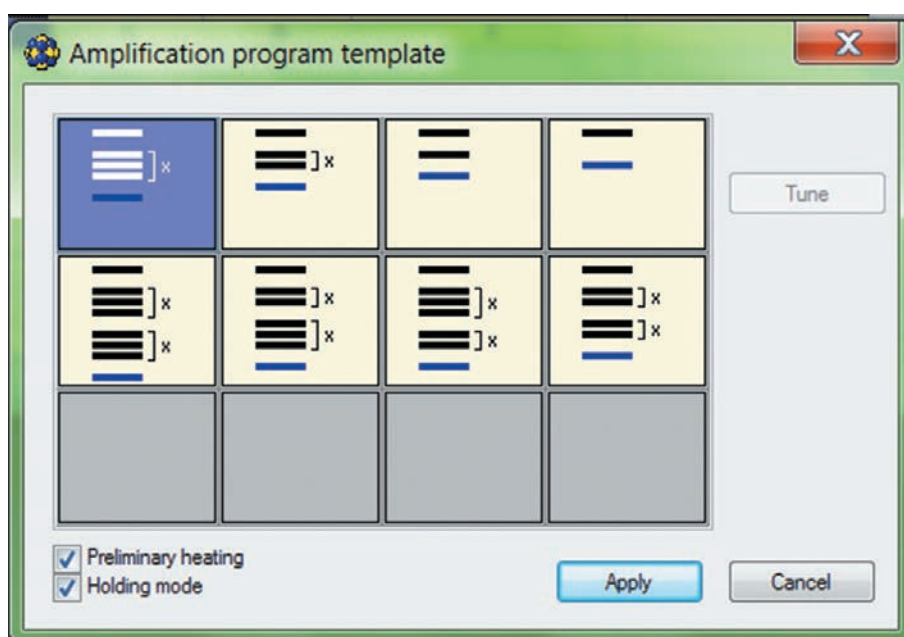 Amplification program template
x
x
Tune
x
x
x
x
x
x
x
x
Preliminary heating
Holding mode
Apply
Cancel